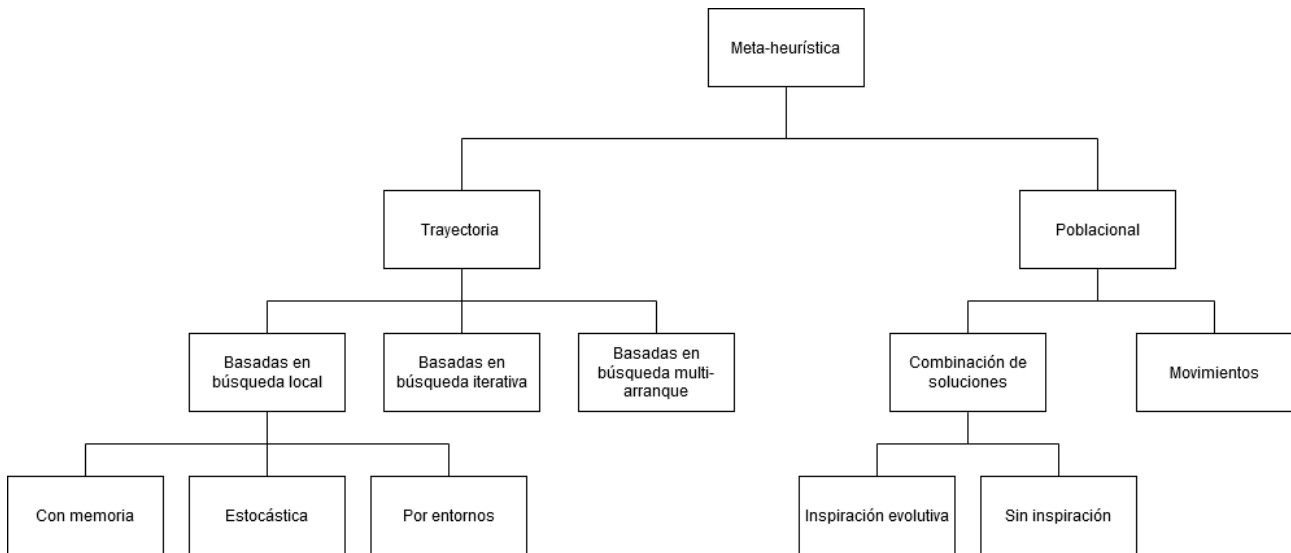 Meta-heurística
Trayectoria
Poblacional
Basadas en
búsqueda local
Basadas en
búsqueda iterativa
Basadas en
búsqueda multi-
arranque
Combinación de
soluciones
Movimientos
Con memoria
Estocástica
Por entornos
Inspiración evolutiva
Sin inspiración